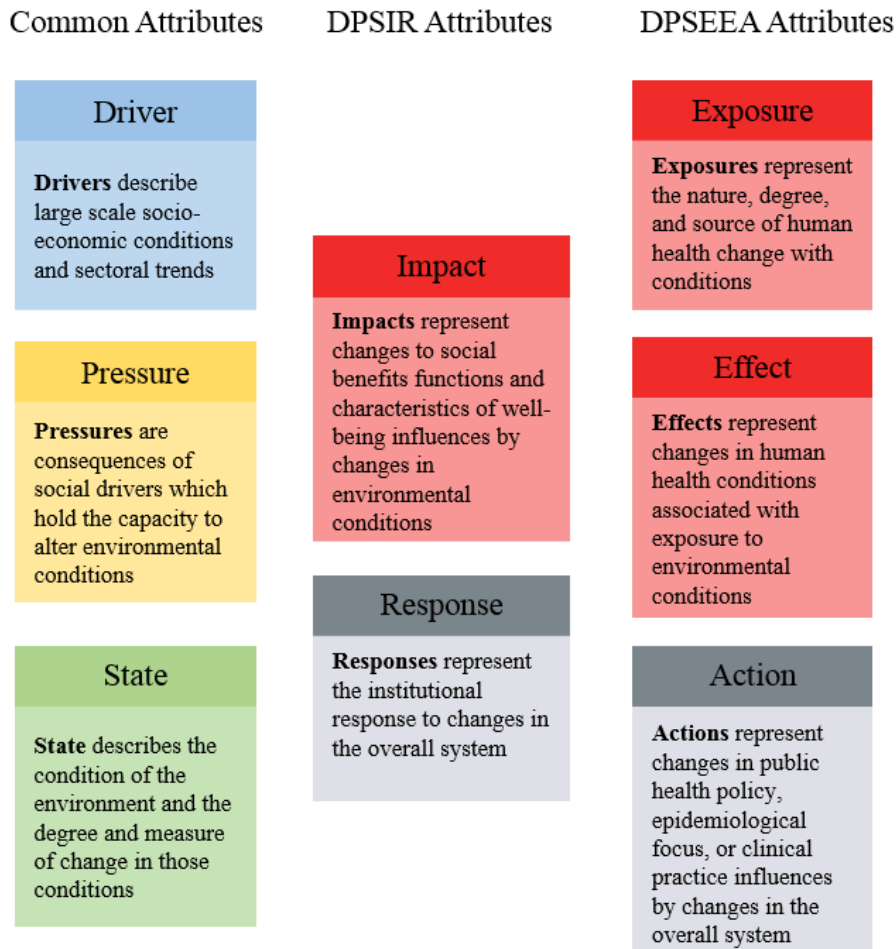 Common Attributes
Driver
Drivers describe
large scale socio-
economic conditions
and sectoral trends
Pressure
Pressures are
consequences of
social drivers which
hold the capacity to
alter environmental
conditions
State
State describes the
condition of the
environment and the
degree and measure
of change in those
conditions
DPSIR Attributes
Impact
Impacts represent
changes to social
benefits functions and
characteristics of well-
being influences by
changes in
environmental
conditions
Response
Responses represent
the institutional
response to changes in
the overall system
DPSEEA Attributes
Exposure
Exposures represent
the nature, degree,
and source of human
health change with
conditions
Effect
Effects represent
changes in human
health conditions
associated with
exposure to
environmental
conditions
Action
Actions represent
changes in public
health policy,
epidemiological
focus, or clinical
practice influences
by changes in the
overall system